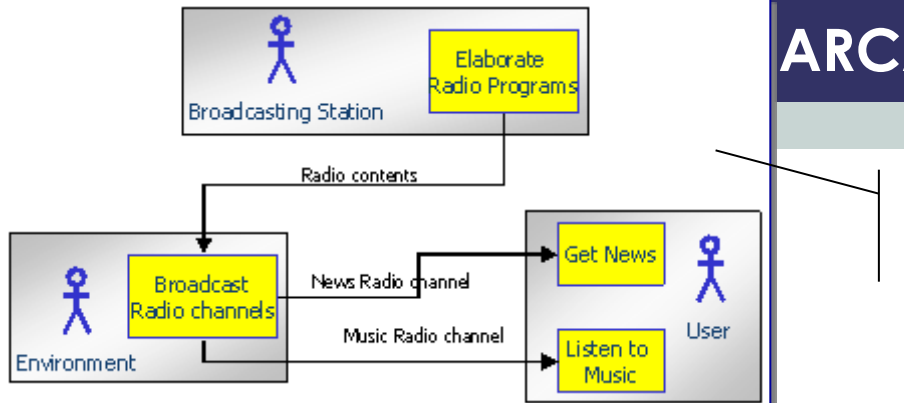 ARC
Elaborate
Radio Programs
Broadcasting Station
Radio contents
Broadcast
Radio channels
Environment
News Radio channel
Music Radio channel
Get News
User
Listen to
Music